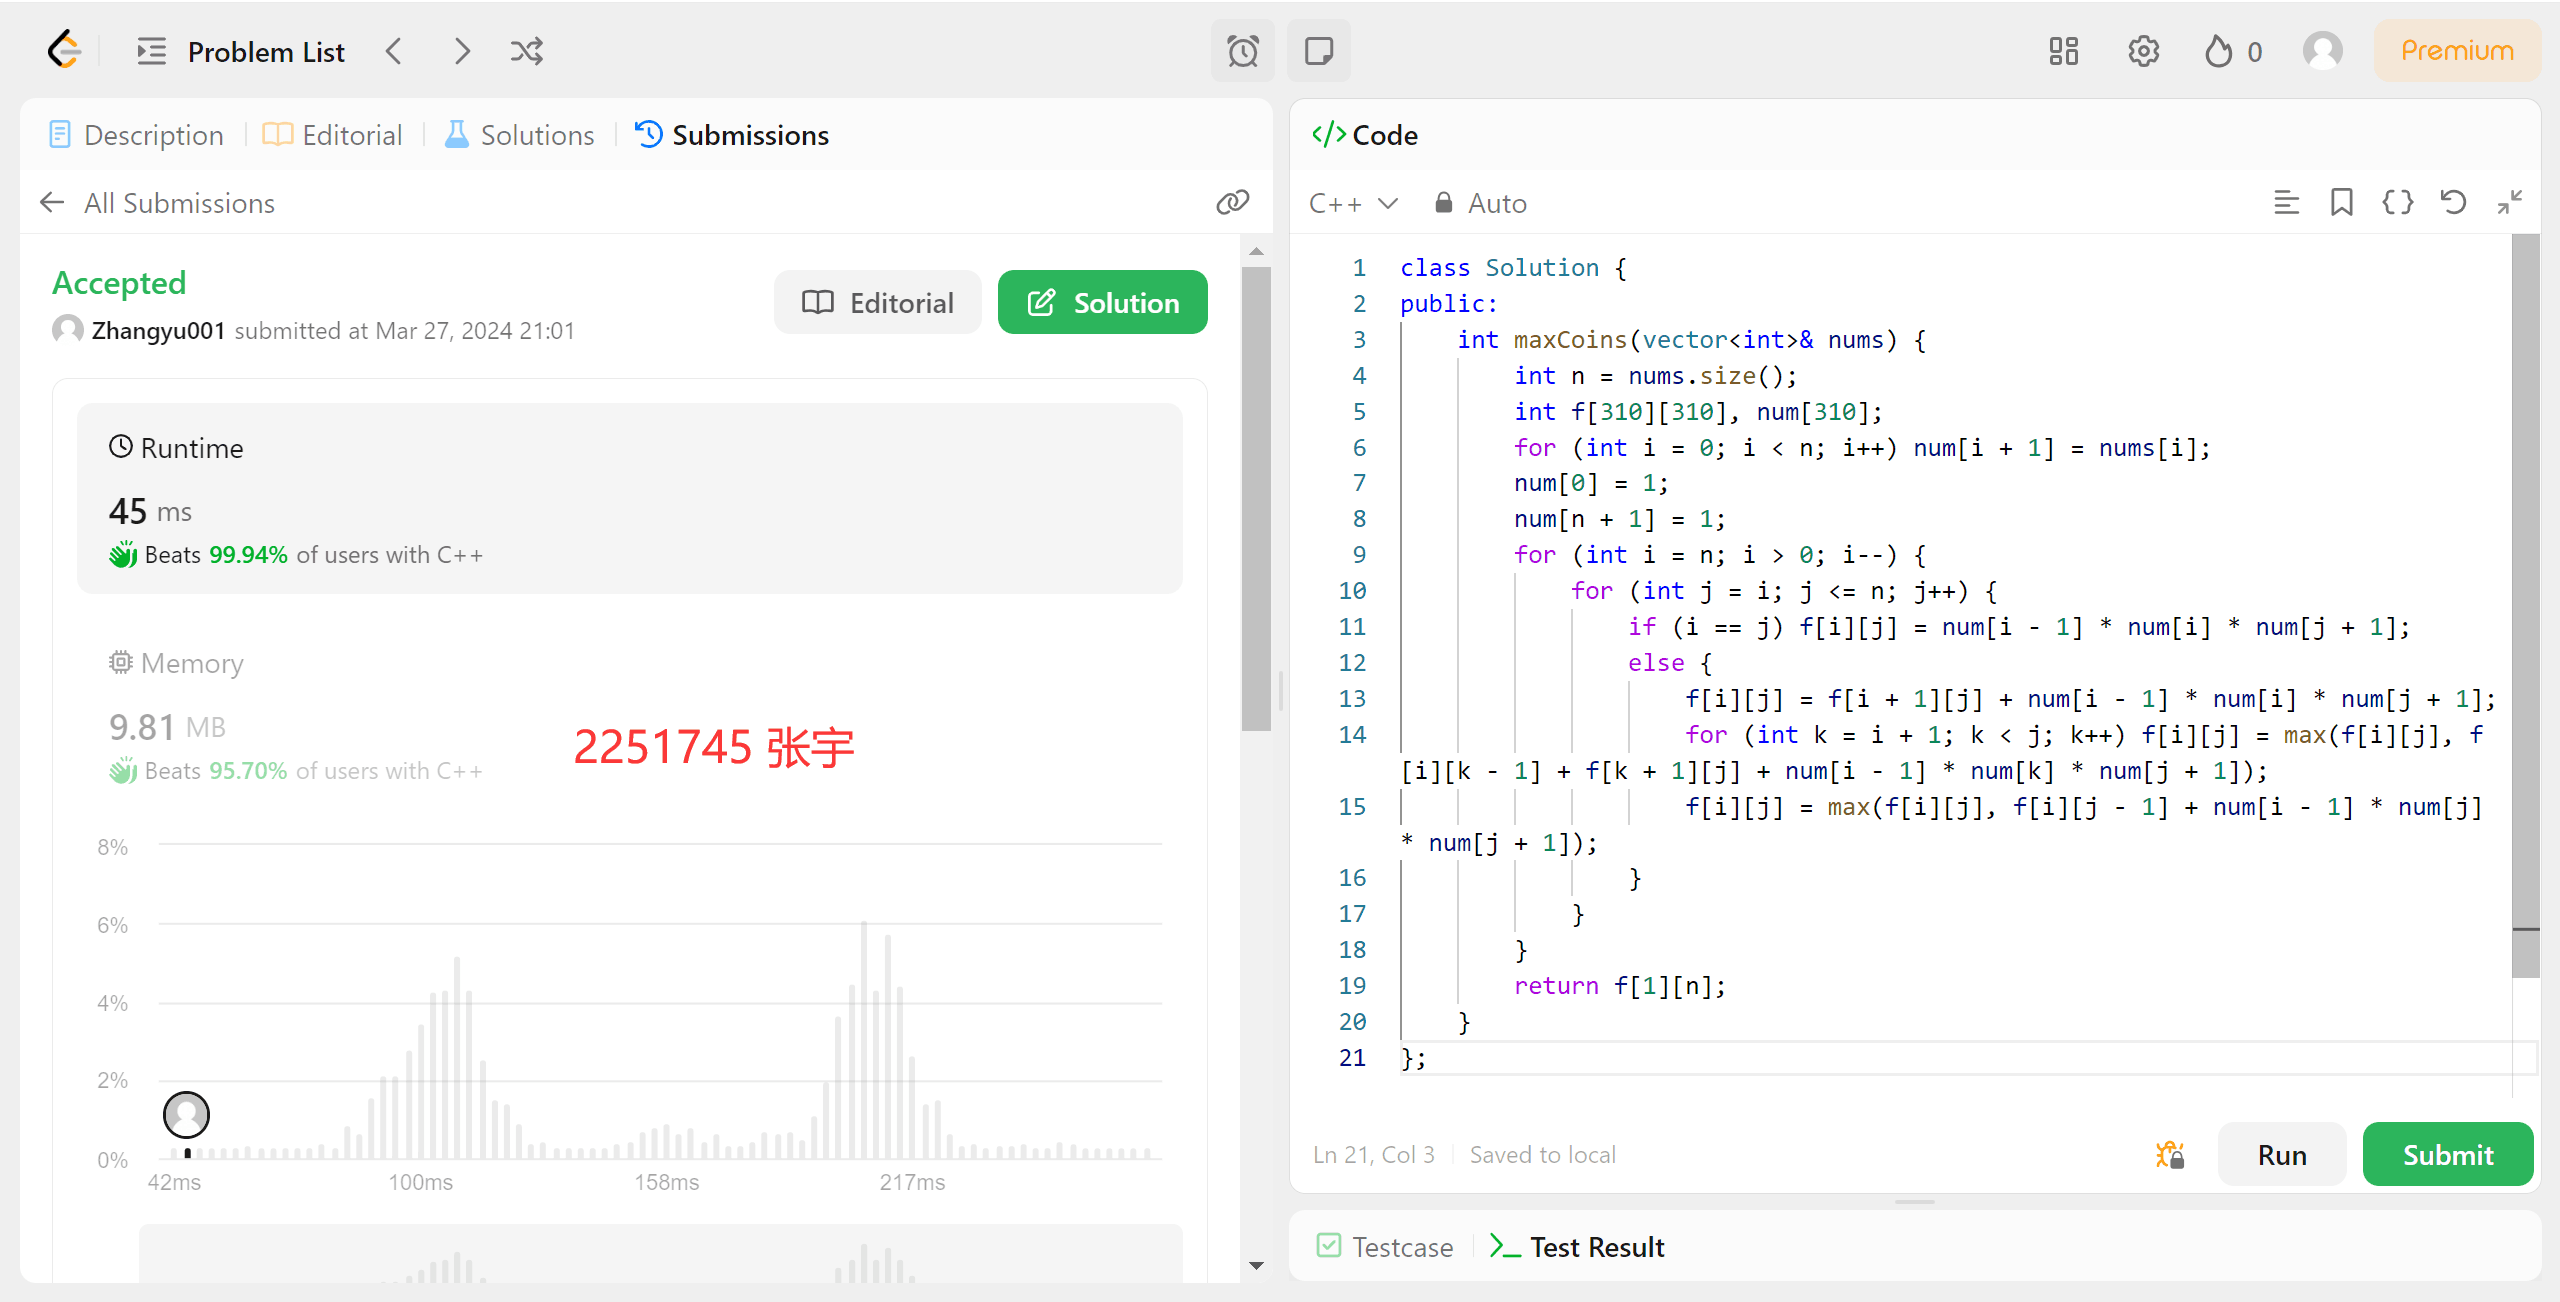 Problem List
0
Premium
Description
Editorial
Solutions
Submissions
All Submissions
Accepted
Zhangyu001 submitted at Mar 27, 2024 21:01
Editorial
Solution
Runtime
45 ms
Beats 99.94% of users with C++
Memory
9.81 MB
Beats 95.70% of users with C++
2251745 张宇
8%
6%
4%
2%
0%
42ms
100ms
158ms
217ms
Code
C++
Auto
1 class Solution {
2 public:
3     int maxCoins(vector<int>& nums) {
4         int n = nums.size();
5         int f[310][310], num[310];
6         for (int i = 0; i < n; i++) num[i + 1] = nums[i];
7         num[0] = 1;
8         num[n + 1] = 1;
9         for (int i = n; i > 0; i--) {
10             for (int j = i; j <= n; j++) {
11                 if (i == j) f[i][j] = num[i - 1] * num[i] * num[j + 1];
12                 else {
13                     f[i][j] = f[i + 1][j] + num[i - 1] * num[i] * num[j + 1];
14                     for (int k = i + 1; k < j; k++) f[i][j] = max(f[i][j], f
[i][k - 1] + f[k + 1][j] + num[i - 1] * num[k] * num[j + 1]);
15                     f[i][j] = max(f[i][j], f[i][j - 1] + num[i - 1] * num[j]
* num[j + 1]);
16                 }
17             }
18         }
19         return f[1][n];
20     }
21 };
Ln 21, Col 3
Saved to local
Run
Submit
Testcase
Test Result